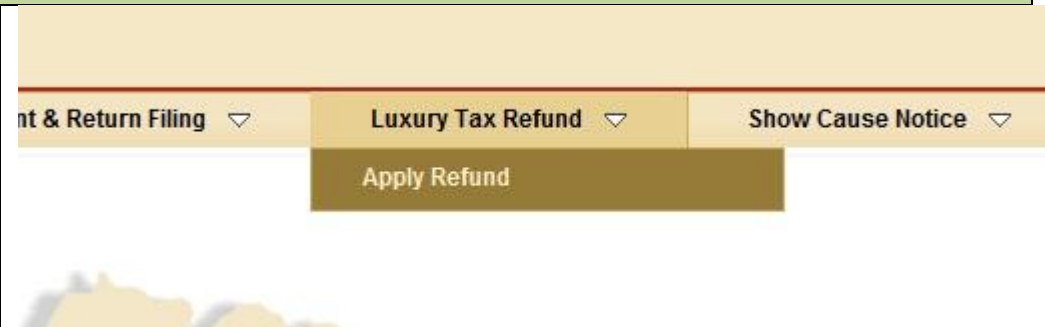 nt & Return Filing Luxury Tax Refund Show Cause Notice
Apply Refund